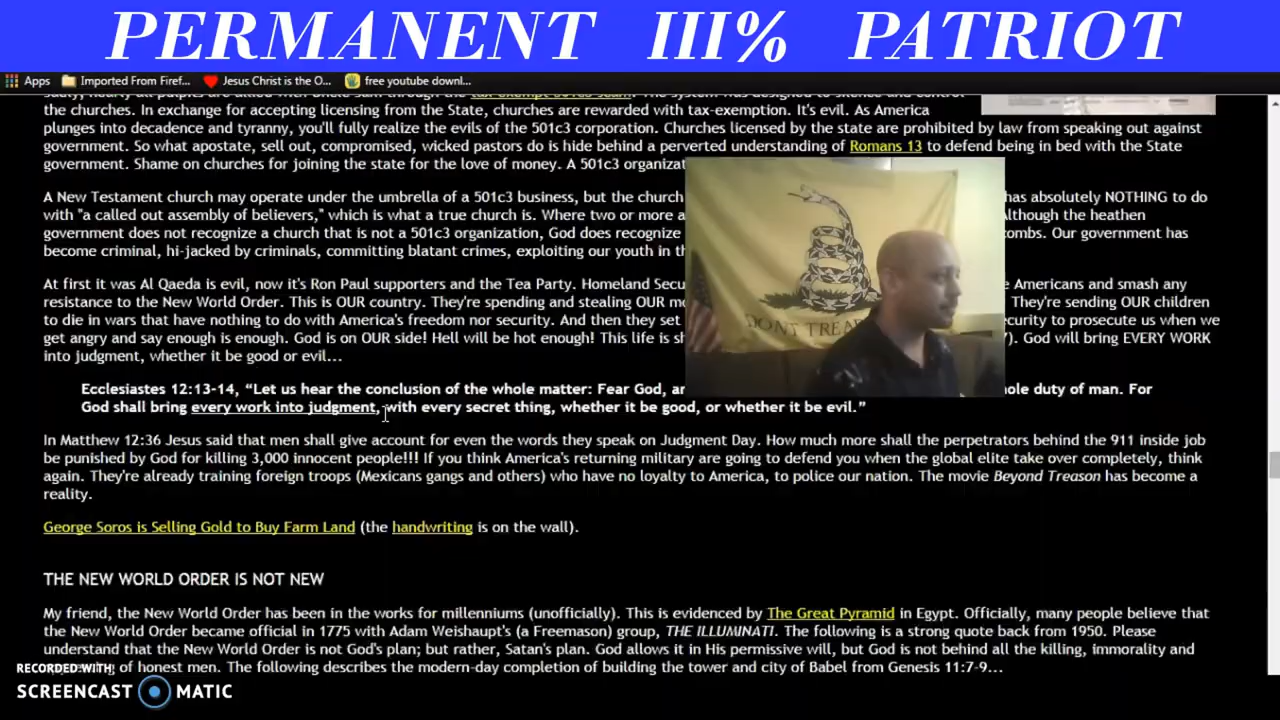 PERMANENT III% PATRIOT
Apps Imported From Firef... Jesus Christ is the O... free youtube downl...
the churches. In exchange for accepting licensing from the State, churches are rewarded with tax-exemption. It's evil. As America
plunges into decadence and tyranny, you'll fully realize the evils of the 501c3 corporation. Churches licensed by the state are prohibited by law from speaking out against
government. So what apostate, sell out, compromised, wicked pastors do is hide behind a perverted understanding of Romans 13 to defend being in bed with the State
government. Shame on churches for joining the state for the love of money. A 501c3 organizat
A New Testament church may operate under the umbrella of a 501c3 business, but the church has absolutely NOTHING to do
with "a called out assembly of believers," which is what a true church is. Where two or more a Although the heathen
government does not recognize a church that is not a 501c3 organization, God does recognize combs. Our government has
become criminal, hi-jacked by criminals, committing blatant crimes, exploiting our youth in th
At first it was Al Qaeda is evil, now it's Ron Paul supporters and the Tea Party. Homeland Secu Americans and smash any
resistance to the New World Order. This is OUR country. They're spending and stealing OUR mo They're sending OUR children
to die in wars that have nothing to do with America's freedom nor security. And then they set curity to prosecute us when we
get angry and say enough is enough. God is on OUR side! Hell will be hot enough! This life is sh ). God will bring EVERY WORK
into judgment, whether it be good or evil...
DONT TREA
Ecclesiastes 12:13-14, “Let us hear the conclusion of the whole matter: Fear God, an ole duty of man. For
God shall bring every work into judgment, with every secret thing, whether it be good, or whether it be evil.”
In Matthew 12:36 Jesus said that men shall give account for even the words they speak on Judgment Day. How much more shall the perpetrators behind the 911 inside job
be punished by God for killing 3,000 innocent people!!! If you think America's returning military are going to defend you when the global elite take over completely, think
again. They're already training foreign troops (Mexicans gangs and others) who have no loyalty to America, to police our nation. The movie Beyond Treason has become a
reality.
George Soros is Selling Gold to Buy Farm Land (the handwriting is on the wall).
THE NEW WORLD ORDER IS NOT NEW
My friend, the New World Order has been in the works for millenniums (unofficially). This is evidenced by The Great Pyramid in Egypt. Officially, many people believe that
the New World Order became official in 1775 with Adam Weishaupt's (a Freemason) group, THE ILLUMINATI. The following is a strong quote back from 1950. Please
understand that the New World Order is not God's plan; but rather, Satan's plan. God allows it in His permissive will, but God is not behind all the killing, immorality and
of honest men. The following describes the modern-day completion of building the tower and city of Babel from Genesis 11:7-9...
RECORDED WITH
SCREENCAST MATIC